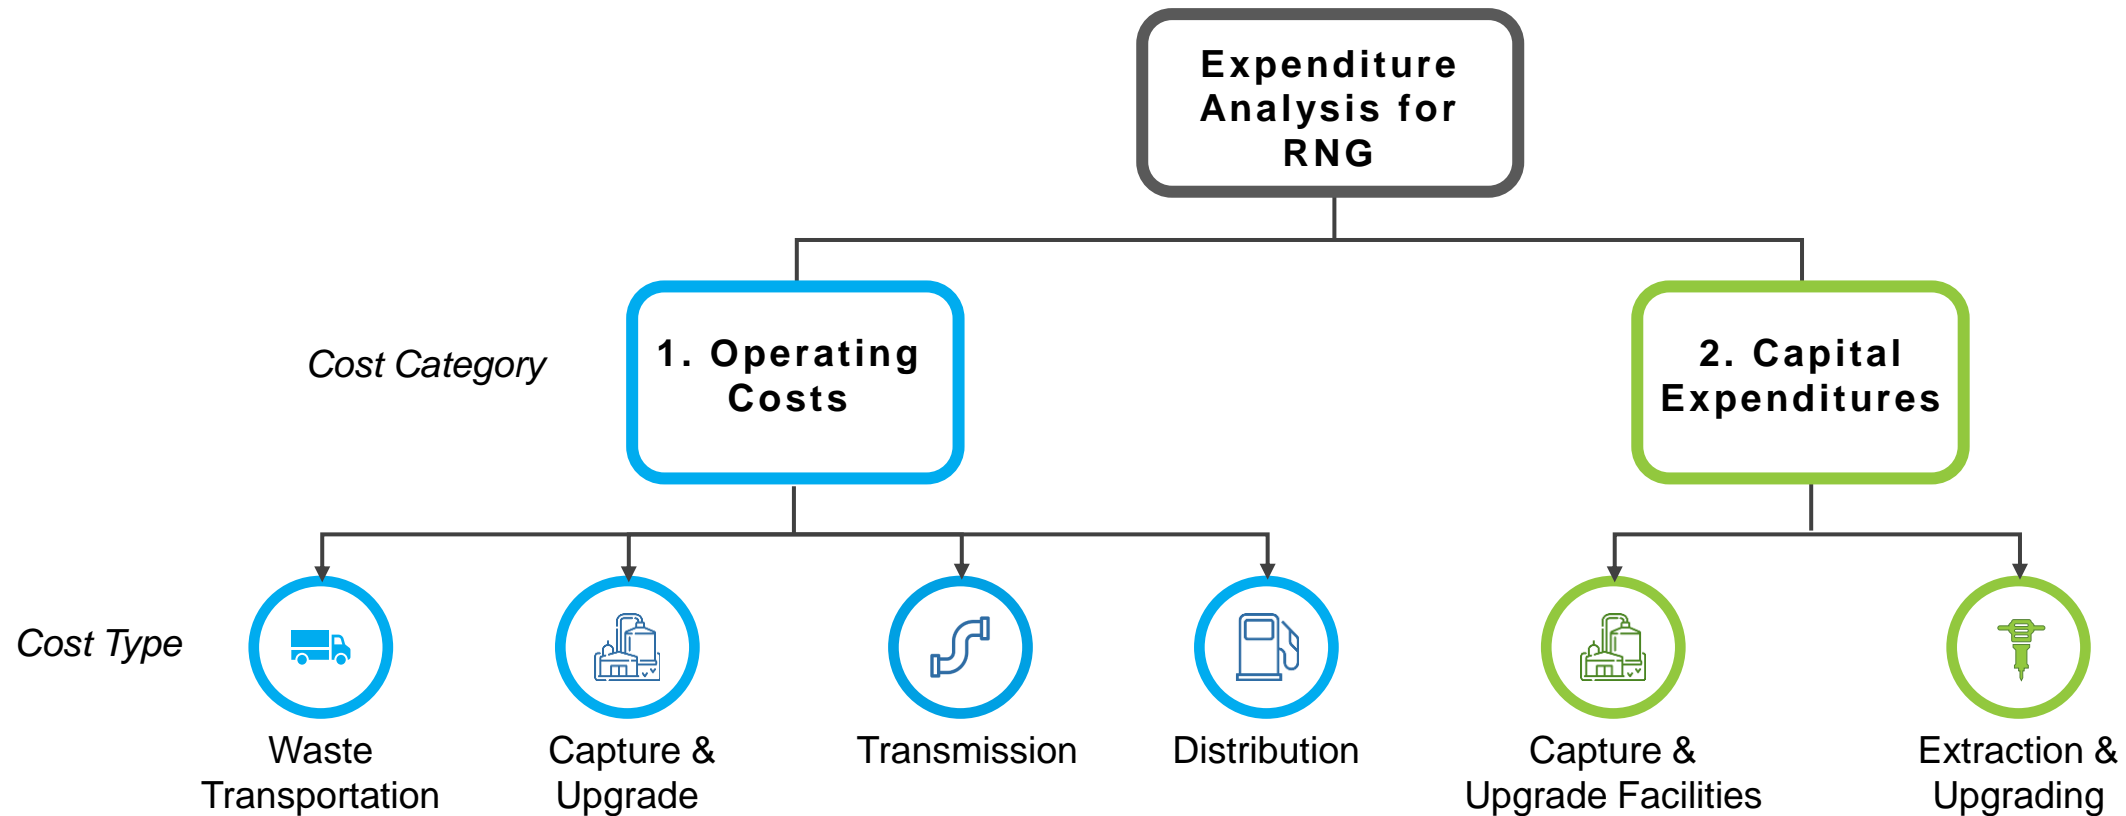 Expenditure
Analysis for
RNG
Cost Category
1. Operating
Costs
2. Capital
Expenditures
Cost Type
Waste
Transportation
Capture &
Upgrade
Transmission
Distribution
Capture &
Upgrade Facilities
Extraction &
Upgrading